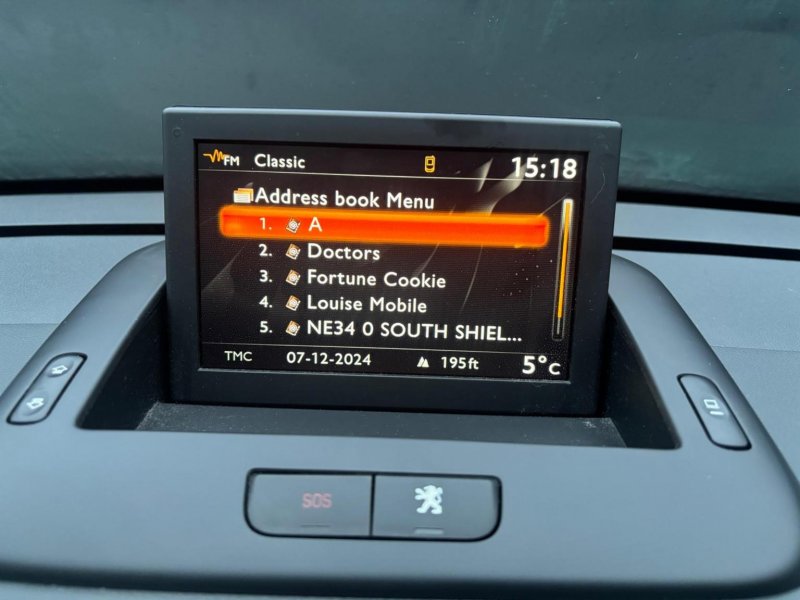 FM Classic 15:18
Address book Menu
1. A
2. Doctors
3. Fortune Cookie
4. Louise Mobile
5. NE34 0 SOUTH SHIEL...
TMC 07-12-2024 195ft 5°C
SOS